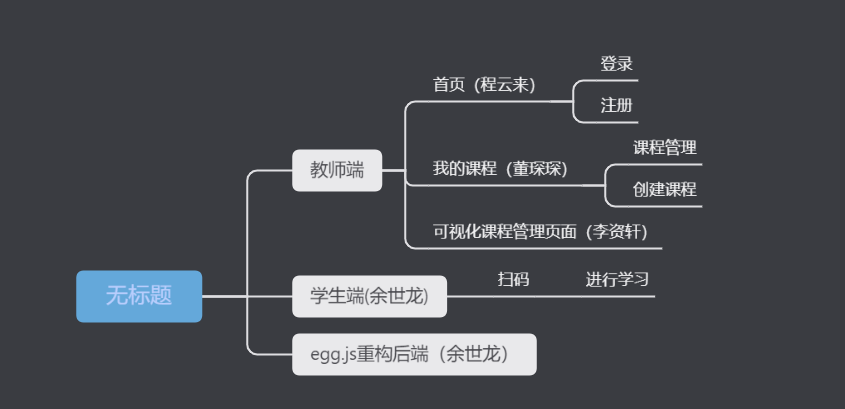 无标题
教师端
首页（程云来）
登录
注册
我的课程（董琛琛）
课程管理
创建课程
可视化课程管理页面（李资轩）
学生端(余世龙)
扫码
进行学习
egg.js重构后端（余世龙）